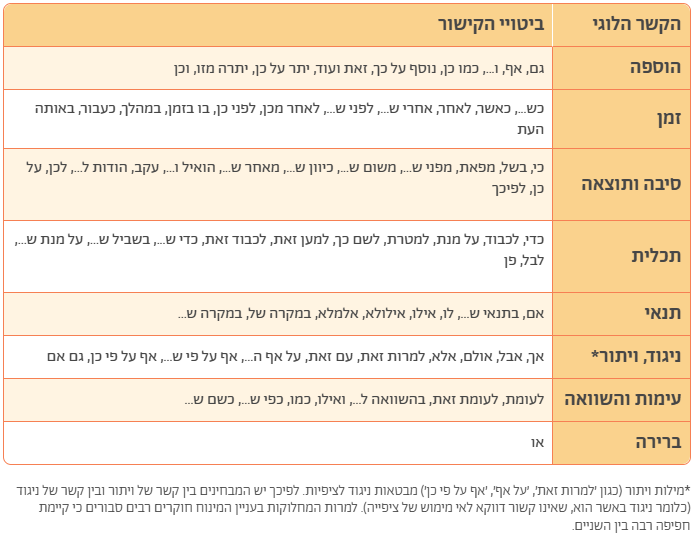 הקשר הלוגי ביטויי הקישור
הוספה גם, אף, ו..., כמו כן, נוסף על כך, זאת ועוד, יתר על כן, יתרה מזו, וכן
זמן כש..., כאשר, לאחר, אחרי ש..., לפני ש..., לאחר מכן, לפני כן, בו בזמן, במהלך, כעבור, באותה
העת
סיבה ותוצאה כי, בשל, מפאת, מפני ש..., משום ש..., כיוון ש..., מאחר ש..., הואיל ו..., עקב, הודות ל..., לכן, על
כן, לפיכך
תכלית כדי, לכבוד, על מנת, למטרת, לשם כך, למען זאת, לכבוד זאת, כדי ש..., בשביל ש..., על מנת ש...,
לבל, פן
תנאי אם, בתנאי ש..., לו, אילו, אילולא, אלמלא, במקרה של, במקרה ש...
ניגוד, ויתור* אך, אבל, אולם, אלא, למרות זאת, עם זאת, על אף ה..., אף על פי ש..., אף על פי כן, גם אם
עימות והשוואה לעומת, לעומת זאת, בהשוואה ל..., ואילו, כמו, כפי ש..., כשם ש...
ברירה או
*מילות ויתור (כגון 'למרות זאת', 'על אף', 'אף על פי כן') מבטאות ניגוד לציפיות. לפיכך יש המבחינים בין קשר של ויתור ובין קשר של ניגוד
(כלומר ניגוד באשר הוא, שאינו קשור דווקא לאי מימוש של ציפייה). למרות המחלוקות בעניין המינוח חוקרים רבים סבורים כי קיימת
חפיפה רבה בין השניים.